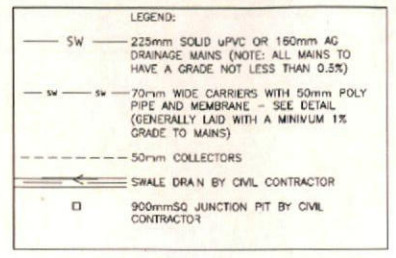 LEGEND:
SW 225mm SOLID uPVC OR 160mm AG
DRAINAGE MAINS (NOTE: ALL MAINS TO
HAVE A GRADE NOT LESS THAN 0.5%)
SW SW 70mm WIDE CARRIERS WITH 50mm POLY
PIPE AND MEMBRANE - SEE DETAIL
(GENERALLY LAID WITH A MINIMUM 1%
GRADE TO MAINS)
50mm COLLECTORS
SWALE DRAIN BY CIVIL CONTRACTOR
900mmSQ JUNCTION PIT BY CIVIL
CONTRACTOR